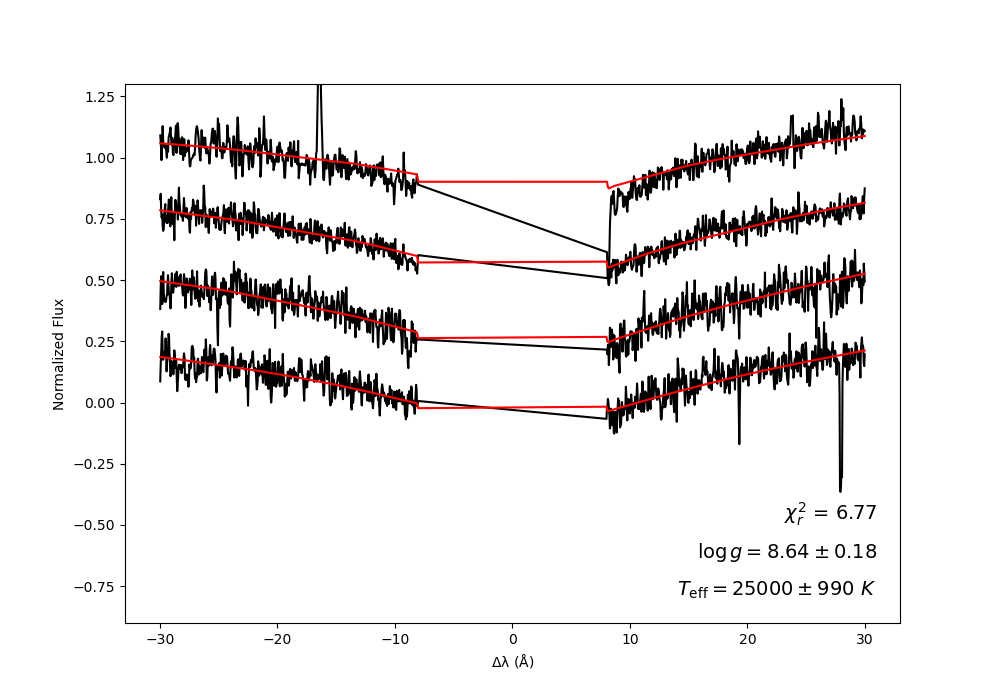 1.25
1.00
0.75
0.50
0.25
0.00
−0.25
−0.50
−0.75
Normalized Flux
χ²ᵣ = 6.77
log g = 8.64 ± 0.18
T_eff = 25000 ± 990 K
−30 −20 −10 0 10 20 30
Δλ (Å)